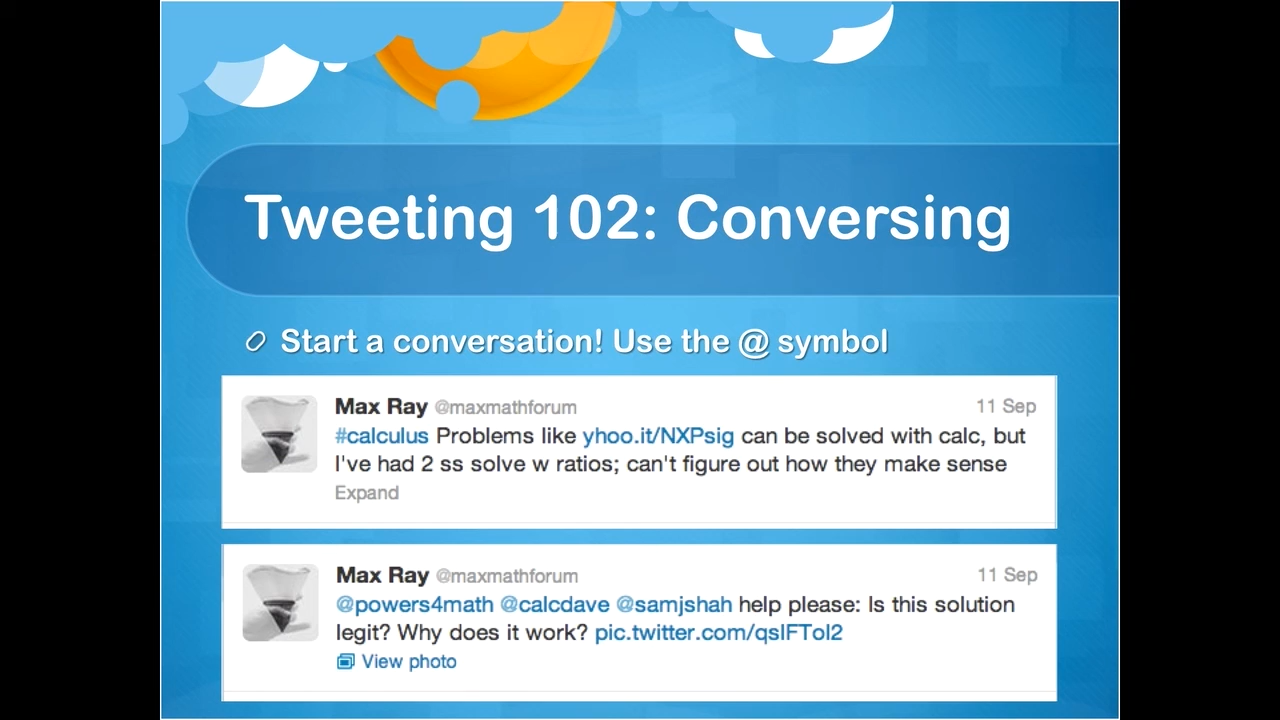 Tweeting 102: Conversing
Start a conversation! Use the @ symbol
Max Ray @maxmathforum 11 Sep
#calculus Problems like yhoo.it/NXPsig can be solved with calc, but
I've had 2 ss solve w ratios; can't figure out how they make sense
Expand
Max Ray @maxmathforum 11 Sep
@powers4math @calcdave @samjshah help please: Is this solution
legit? Why does it work? pic.twitter.com/qslFTol2
View photo